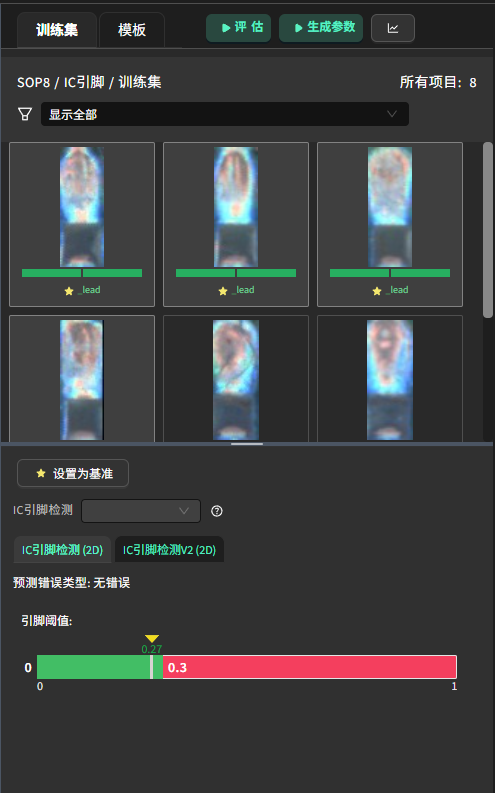 训练集 模板 评 估 生成参数
SOP8 / IC引脚 / 训练集 所有项目: 8
显示全部
_lead _lead _lead
设置为基准
IC引脚检测
IC引脚检测 (2D) IC引脚检测V2 (2D)
预测错误类型: 无错误
引脚阈值:
0.27
0 0.3
0 1